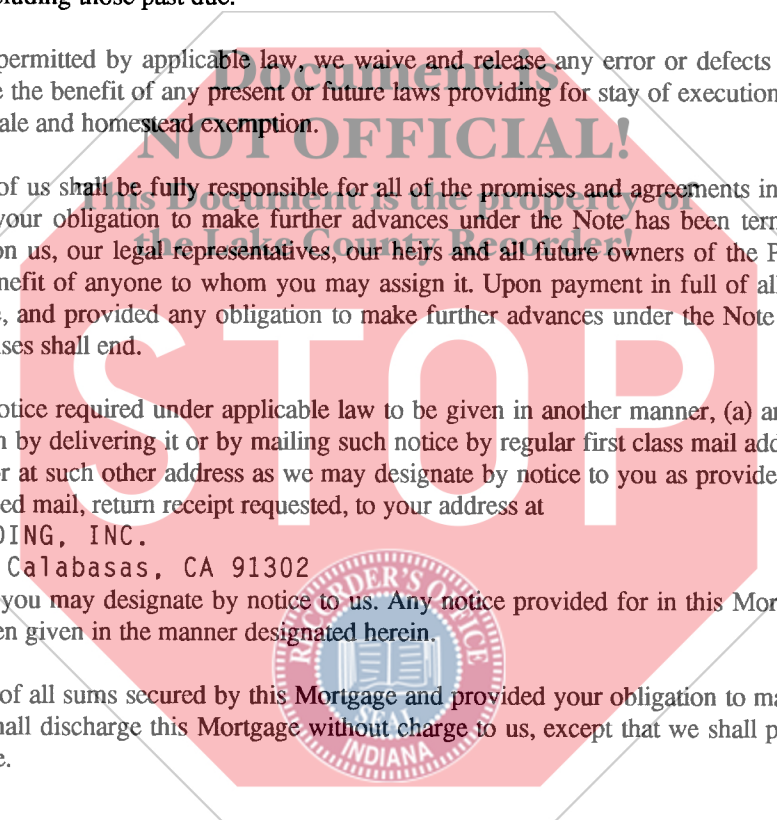 including those past due.
permitted by applicable law, we waive and release any error or defects
the benefit of any present or future laws providing for stay of execution
ale and homestead exemption.
of us shall be fully responsible for all of the promises and agreements in
your obligation to make further advances under the Note has been term
on us, our legal representatives, our heirs and all future owners of the P
nefit of anyone to whom you may assign it. Upon payment in full of all
, and provided any obligation to make further advances under the Note
ises shall end.
otice required under applicable law to be given in another manner, (a) an
n by delivering it or by mailing such notice by regular first class mail add
or at such other address as we may designate by notice to you as provide
ed mail, return receipt requested, to your address at
DING, INC.
Calabasas, CA 91302
you may designate by notice to us. Any notice provided for in this Mor
en given in the manner designated herein.
of all sums secured by this Mortgage and provided your obligation to ma
hall discharge this Mortgage without charge to us, except that we shall p
e.
Document is
NOT OFFICIAL!
This Document is the property of
the Lake County Recorder!
STOP
RECORDER'S OFFICE
SEAL
INDIANA